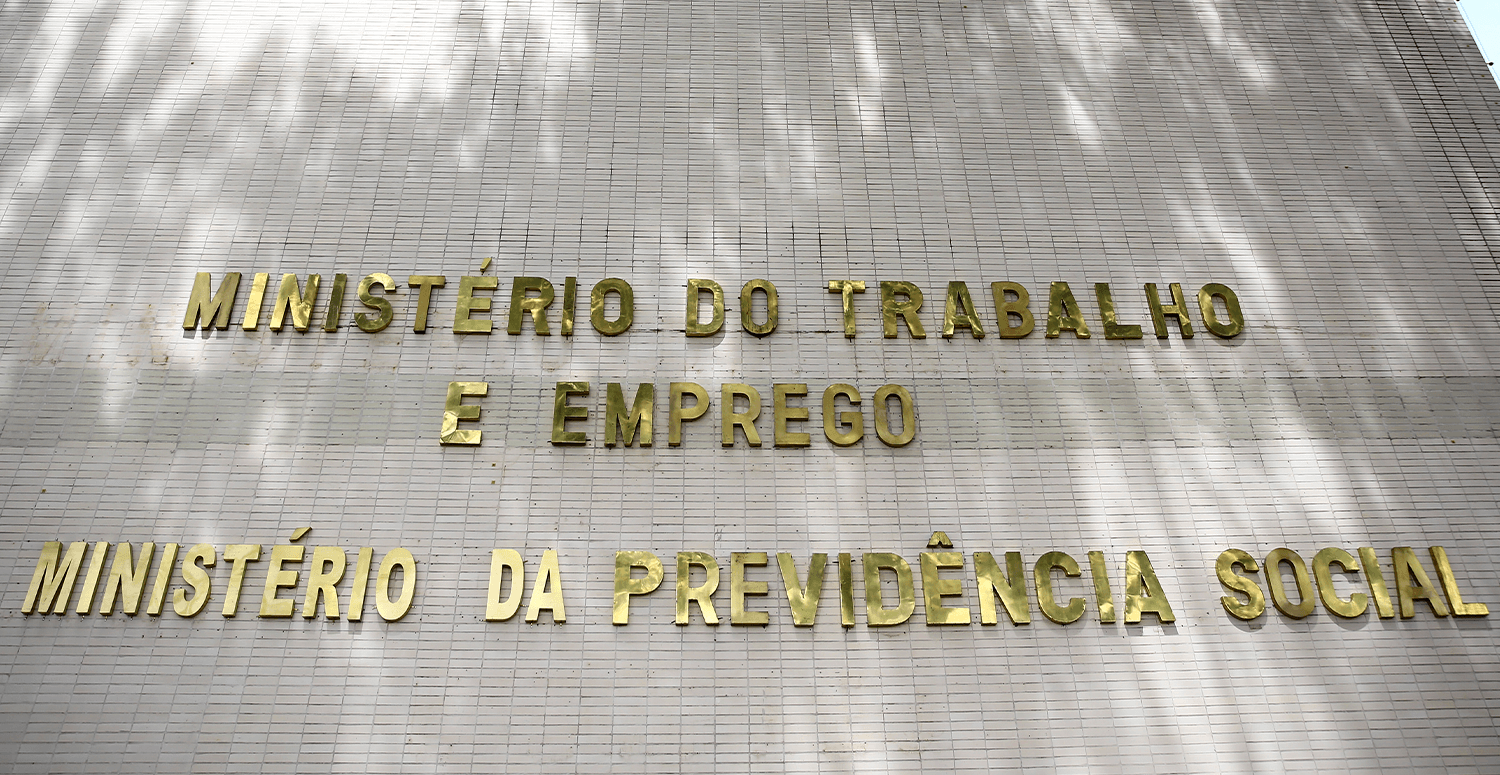 MINISTÉRIO DO TRABALHO
E EMPREGO
MINISTÉRIO DA PREVIDÊNCIA SOCIAL